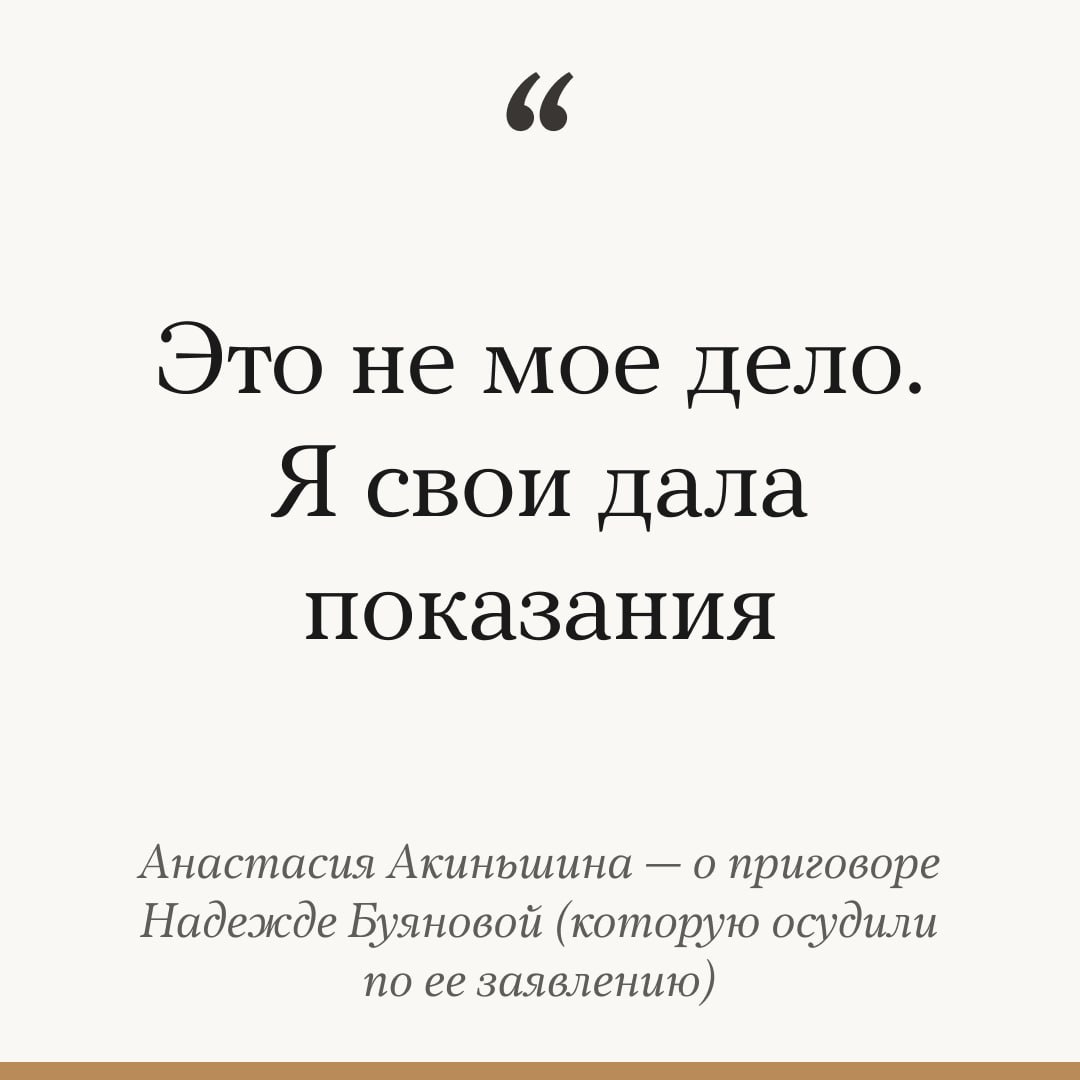 “
Это не мое дело.
Я свои дала
показания
Анастасия Акиньшина — о приговоре
Надежде Буяновой (которую осудили
по ее заявлению)